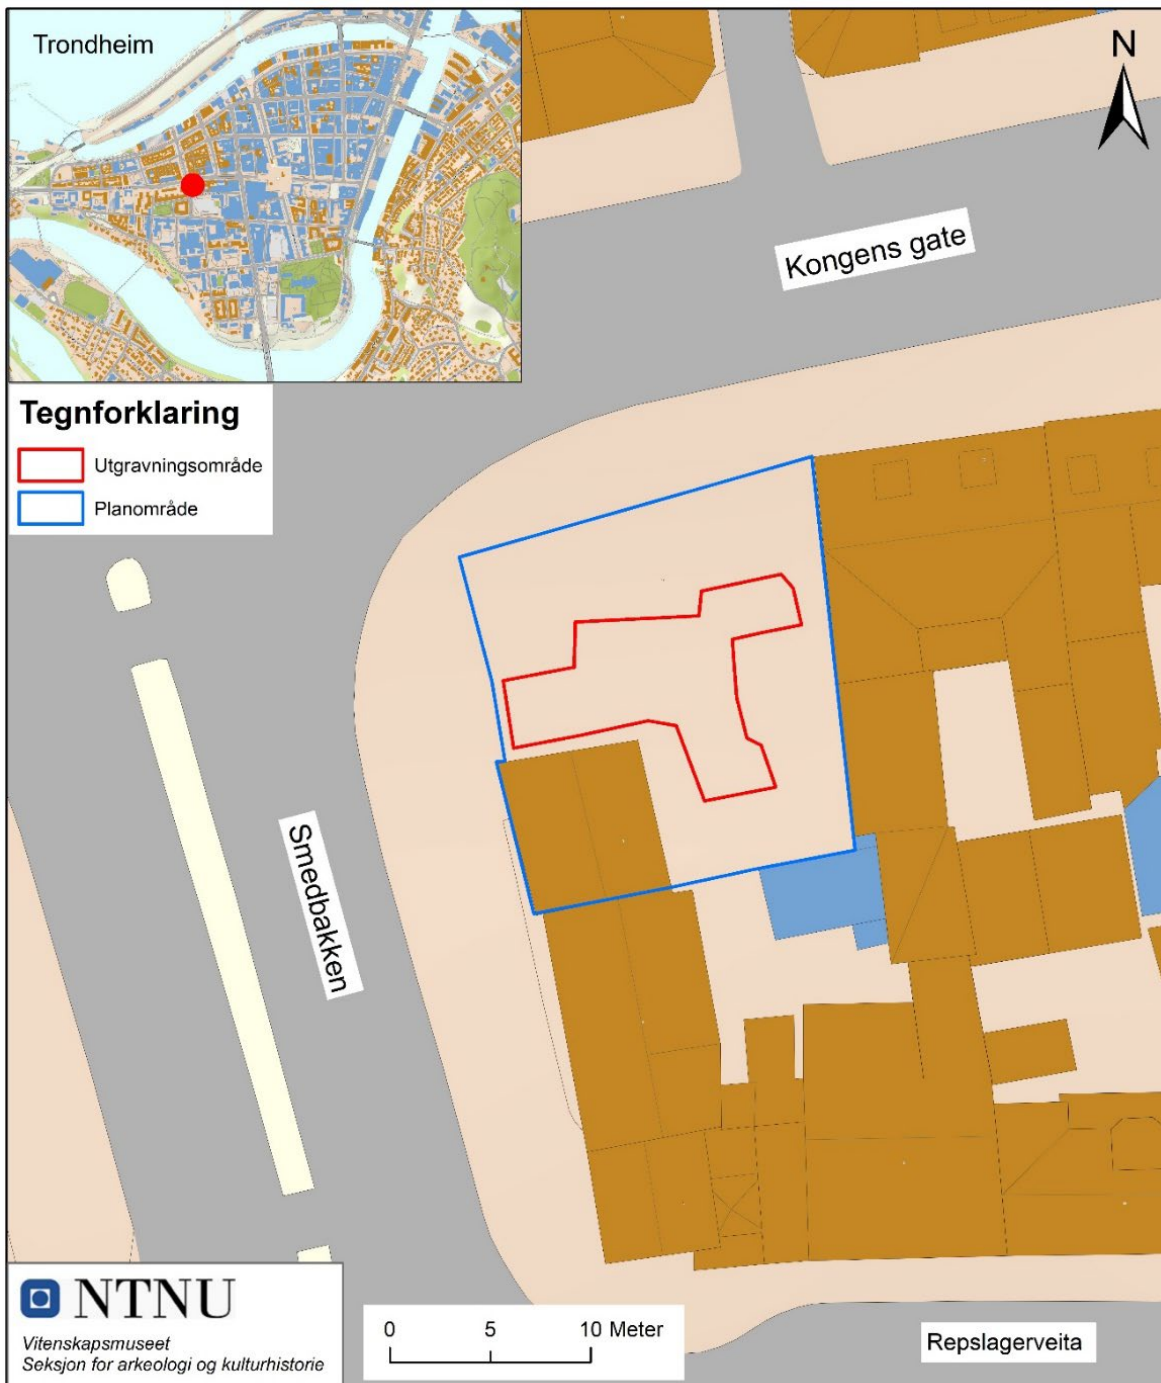 Trondheim
N
Kongens gate
Tegnforklaring
Utgravningsområde
Planområde
Smedbakken
NTNU
Vitenskapsmuseet
Seksjon for arkeologi og kulturhistorie
0 5 10 Meter
Repslagerveita